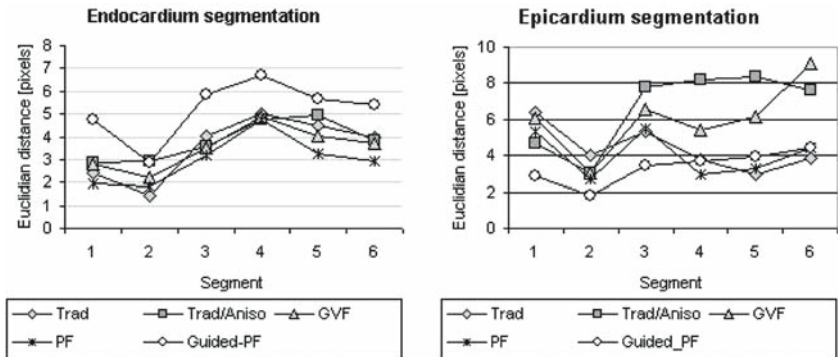 Endocardium segmentation
Euclidian distance [pixels]
8
7
6
5
4
3
2
1
0
1 2 3 4 5 6
Segment
Trad Trad/Aniso GVF
PF Guided-PF
Epicardium segmentation
Euclidian distance [pixels]
10
8
6
4
2
0
1 2 3 4 5 6
Segment
Trad Trad/Aniso GVF
PF Guided_PF